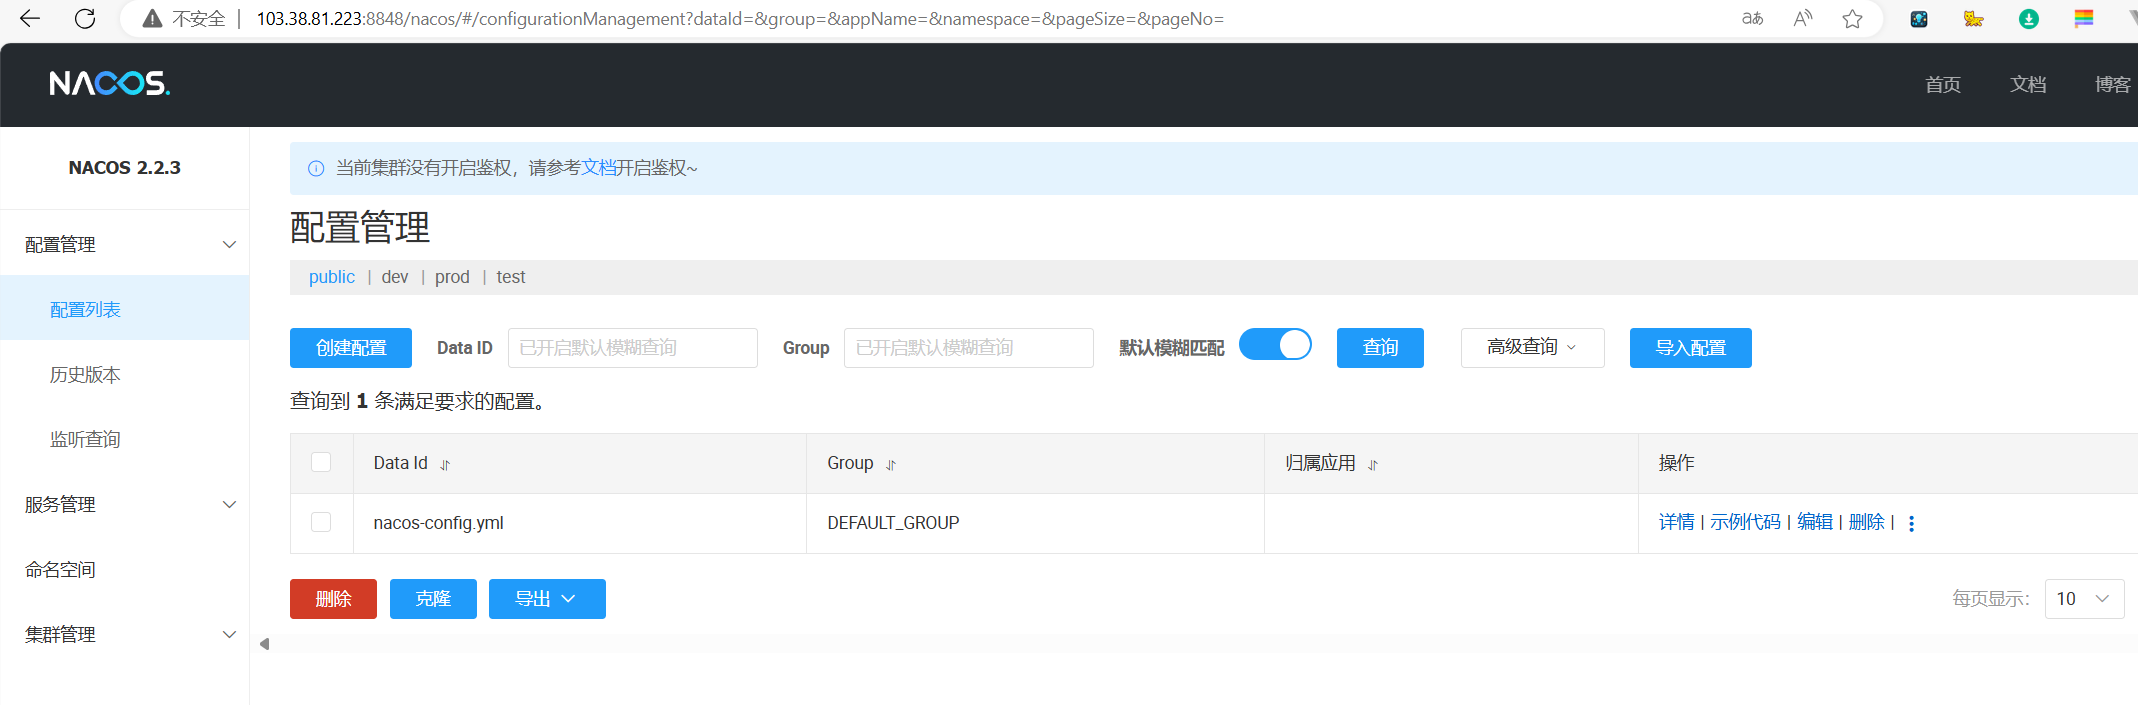 不安全 103.38.81.223:8848/nacos/#/configurationManagement?dataId=&group=&appName=&namespace=&pageSize=&pageNo=
NACOS. 首页 文档 博客
NACOS 2.2.3
当前集群没有开启鉴权，请参考文档开启鉴权~
配置管理
配置管理
public | dev | prod | test
配置列表
创建配置 Data ID 已开启默认模糊查询 Group 已开启默认模糊查询 默认模糊匹配 查询 高级查询 导入配置
历史版本
查询到 1 条满足要求的配置。
监听查询
Data Id Group 归属应用 操作
服务管理
nacos-config.yml DEFAULT_GROUP 详情 | 示例代码 | 编辑 | 删除 |
命名空间
删除 克隆 导出 每页显示： 10
集群管理